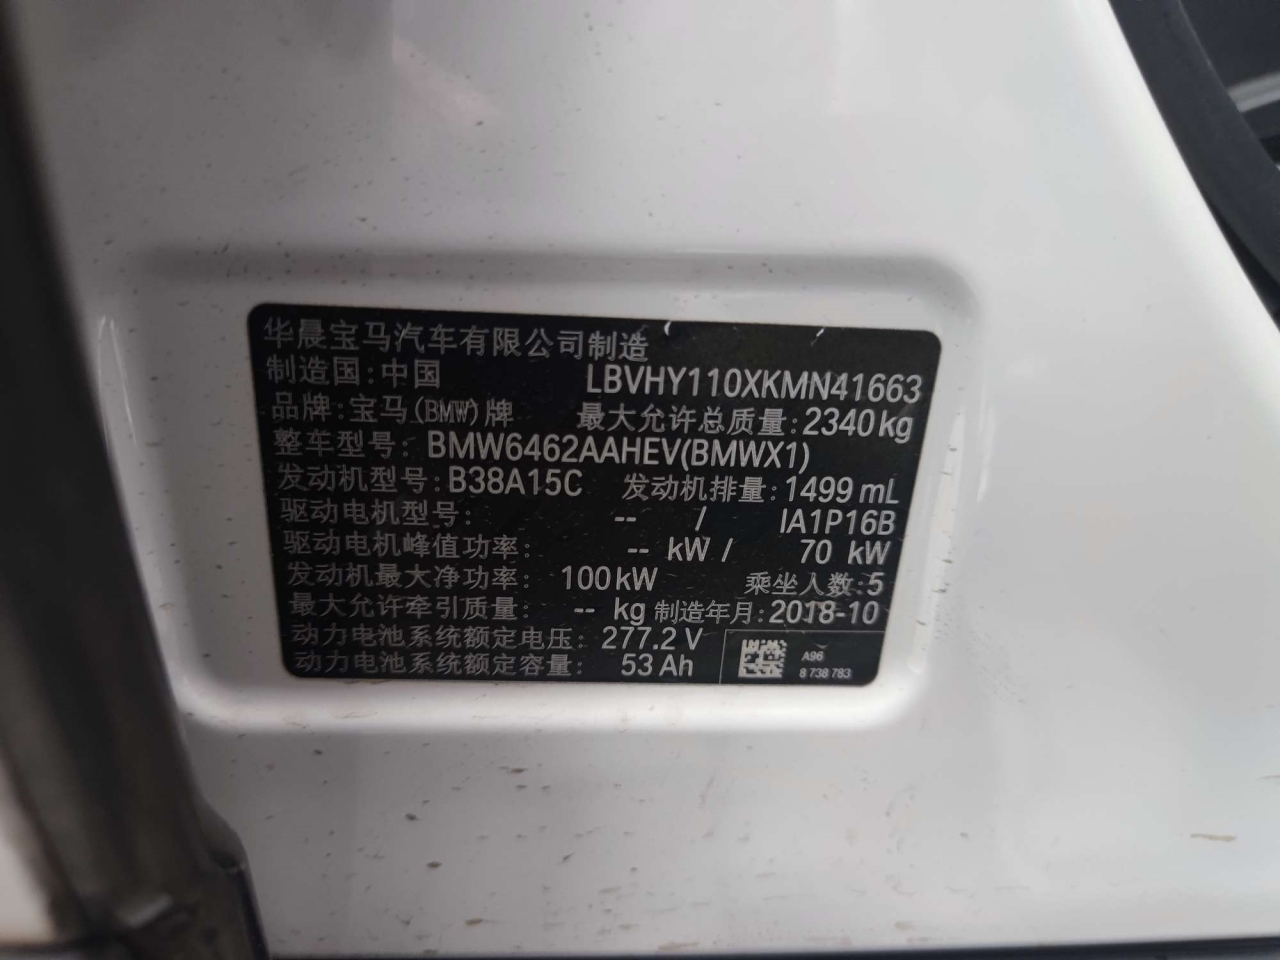 华晨宝马汽车有限公司制造
制造国:中国 LBVHY110XKMN41663
品牌:宝马(BMW)牌 最大允许总质量:2340kg
整车型号:BMW6462AAHEV(BMWX1)
发动机型号:B38A15C 发动机排量:1499mL
驱动电机型号: -- / IA1P16B
驱动电机峰值功率: -- kW / 70 kW
发动机最大净功率: 100kW 乘坐人数:5
最大允许牵引质量: -- kg 制造年月:2018-10
动力电池系统额定电压: 277.2 V
动力电池系统额定容量: 53 Ah
A96
8 738 783